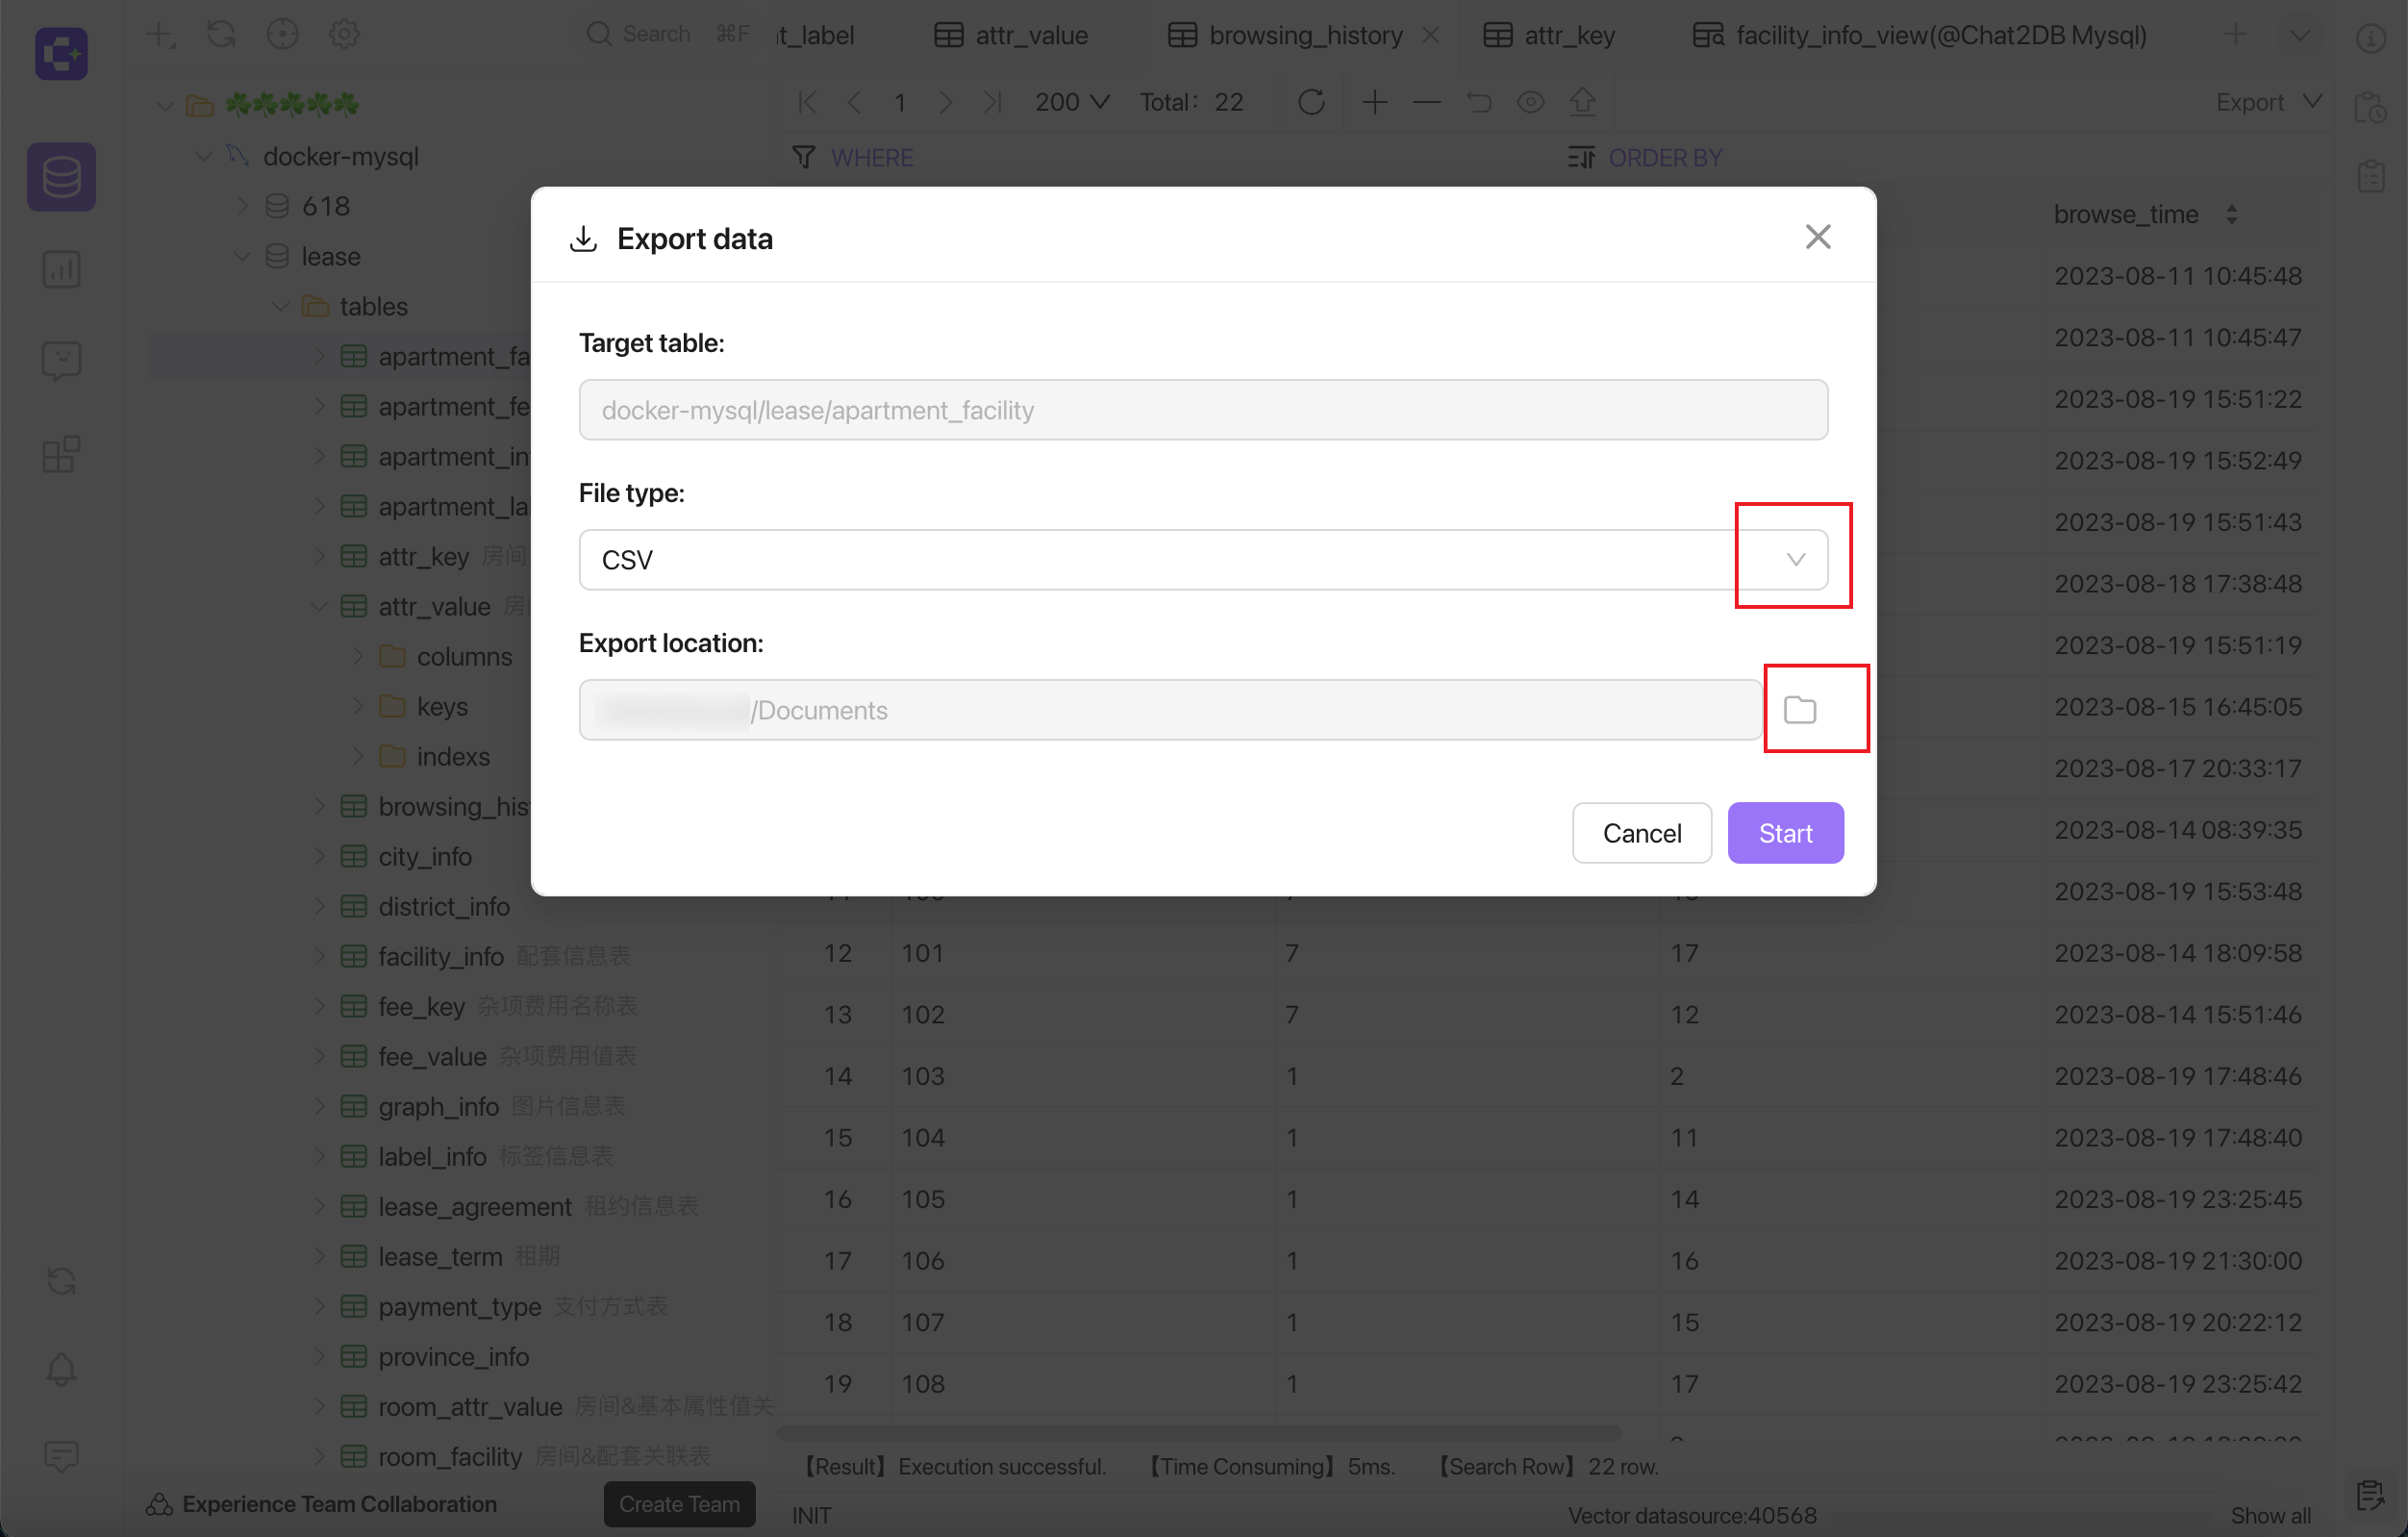 Search ⌘F
t_label
attr_value
browsing_history
attr_key
facility_info_view(@Chat2DB Mysql)
1
200
Total: 22
Export
docker-mysql
WHERE
ORDER BY
618
lease
tables
browse_time
Export data
Target table:
docker-mysql/lease/apartment_facility
File type:
CSV
Export location:
/Documents
Cancel
Start
apartment_fa
apartment_fe
apartment_in
apartment_la
attr_key 房间
attr_value 房
columns
keys
indexs
browsing_his
city_info
district_info
facility_info 配套信息表
fee_key 杂项费用名称表
fee_value 杂项费用值表
graph_info 图片信息表
label_info 标签信息表
lease_agreement 租约信息表
lease_term 租期
payment_type 支付方式表
province_info
room_attr_value 房间&基本属性值关
room_facility 房间&配套关联表
Experience Team Collaboration
Create Team
2023-08-11 10:45:48
2023-08-11 10:45:47
2023-08-19 15:51:22
2023-08-19 15:52:49
2023-08-19 15:51:43
2023-08-18 17:38:48
2023-08-19 15:51:19
2023-08-15 16:45:05
2023-08-17 20:33:17
2023-08-14 08:39:35
2023-08-19 15:53:48
12 101 7 17 2023-08-14 18:09:58
13 102 7 12 2023-08-14 15:51:46
14 103 1 2 2023-08-19 17:48:46
15 104 1 11 2023-08-19 17:48:40
16 105 1 14 2023-08-19 23:25:45
17 106 1 16 2023-08-19 21:30:00
18 107 1 15 2023-08-19 20:22:12
19 108 1 17 2023-08-19 23:25:42
【Result】Execution successful. 【Time Consuming】5ms. 【Search Row】22 row.
INIT
Vector datasource:40568
Show all